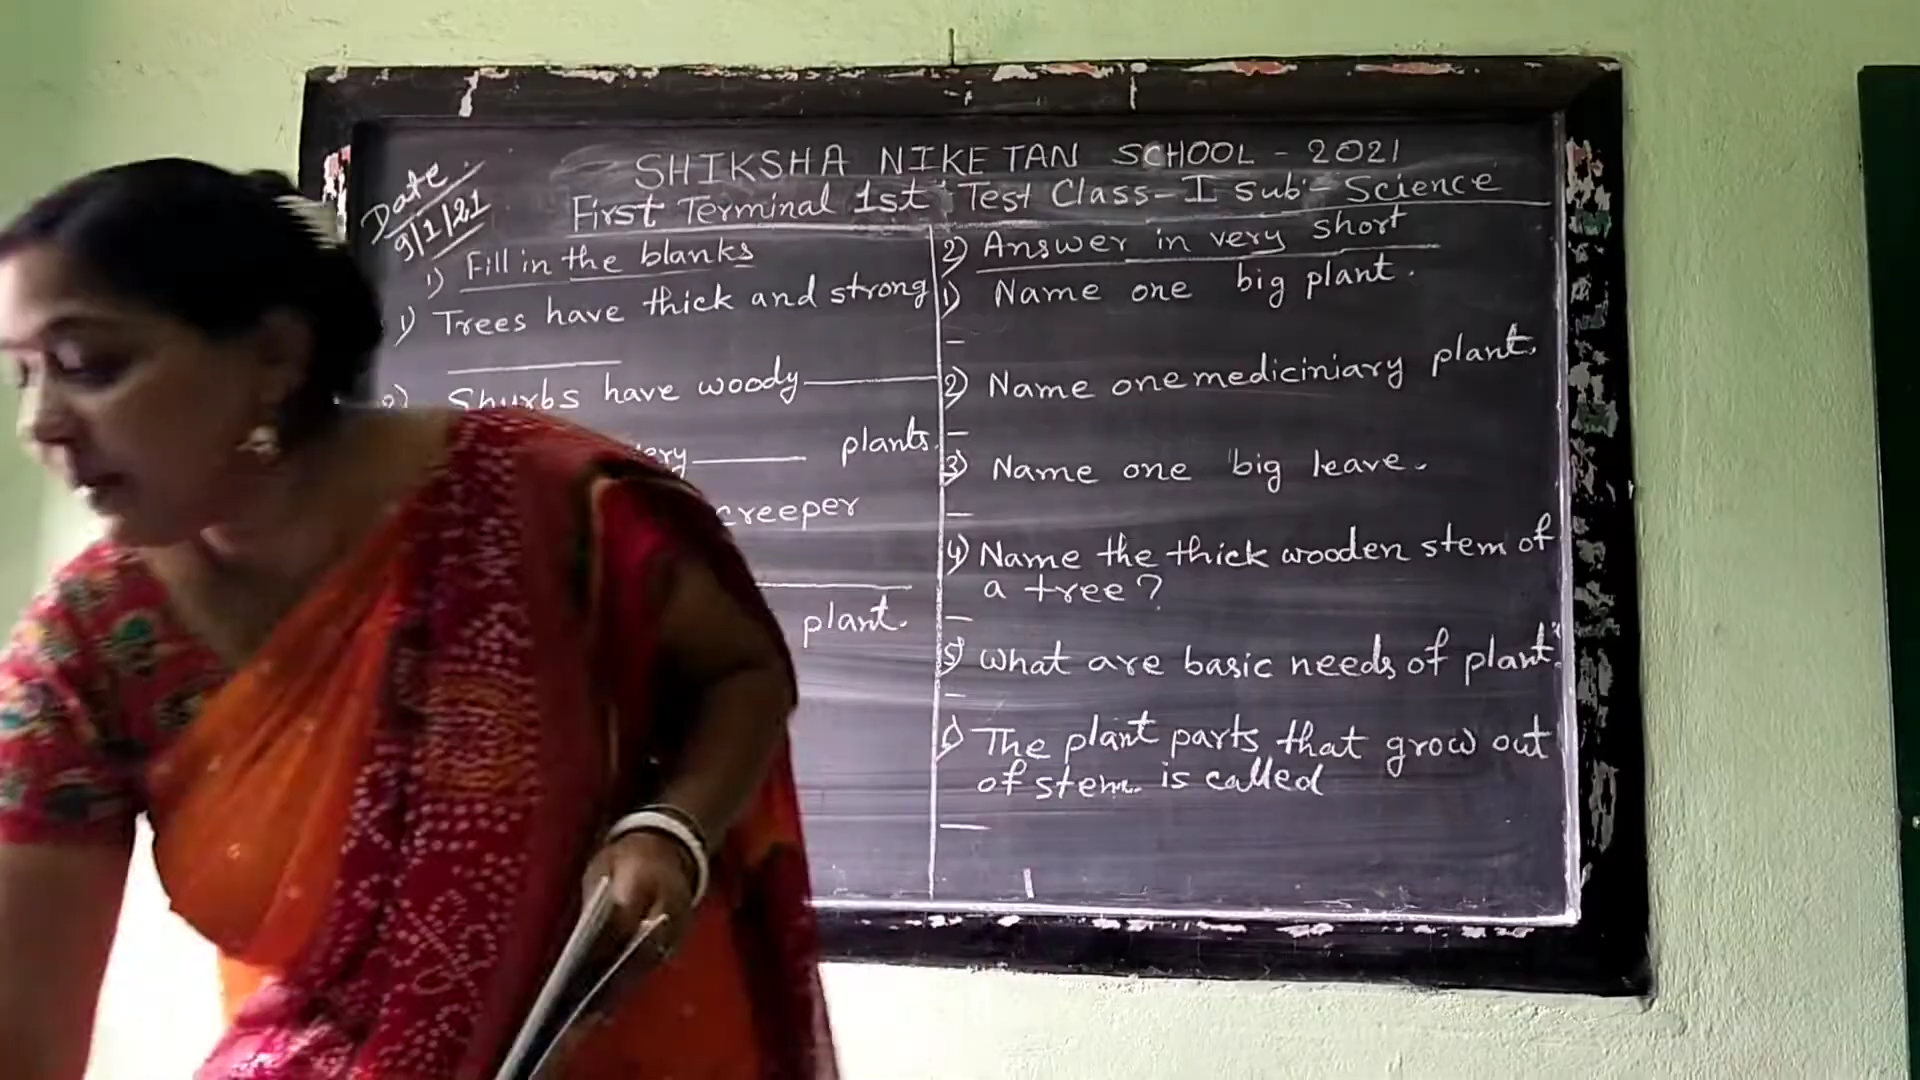 SHIKSHA NIKETAN SCHOOL - 2021
First Terminal 1st Test Class - I Sub - Science
Date
9/1/21
1) Fill in the blanks
1) Trees have thick and strong
2) Shurbs have woody
plants.
creeper
plant.
2) Answer in very short
1) Name one big plant.
2) Name one mediciniary plant.
3) Name one big leave.
4) Name the thick wooden stem of
a tree?
5) What are basic needs of plant.
6) The plant parts that grow out
of stem is called